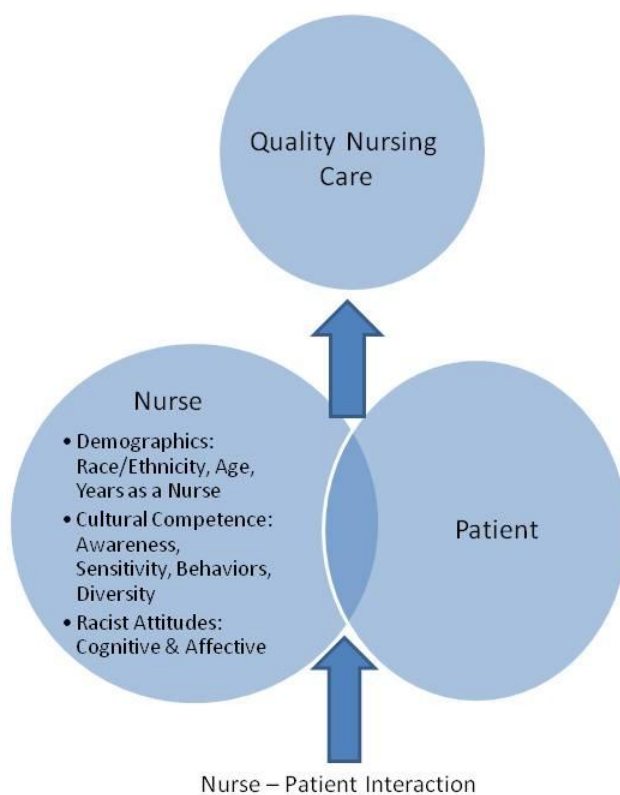 Quality Nursing
Care
Nurse
• Demographics:
Race/Ethnicity, Age,
Years as a Nurse
• Cultural Competence:
Awareness,
Sensitivity, Behaviors,
Diversity
• Racist Attitudes:
Cognitive & Affective
Patient
Nurse – Patient Interaction